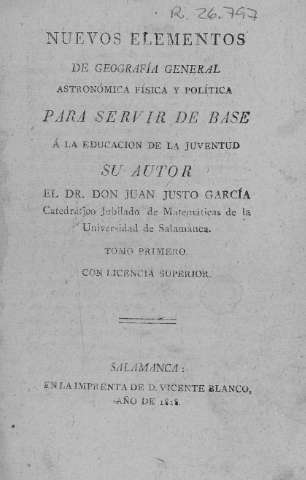 R. 26.797
NUEVOS ELEMENTOS
DE GEOGRAFÍA GENERAL
ASTRONÓMICA FÍSICA Y POLÍTICA
PARA SERVIR DE BASE
Á LA EDUCACION DE LA JUVENTUD
SU AUTOR
EL DR. DON JUAN JUSTO GARCÍA
Catedrático Jubilado de Matemáticas de la
Universidad de Salamanca.
TOMO PRIMERO.
CON LICENCIA SUPERIOR.
SALAMANCA:
EN LA IMPRENTA DE D. VICENTE BLANCO,
AÑO DE 1818.